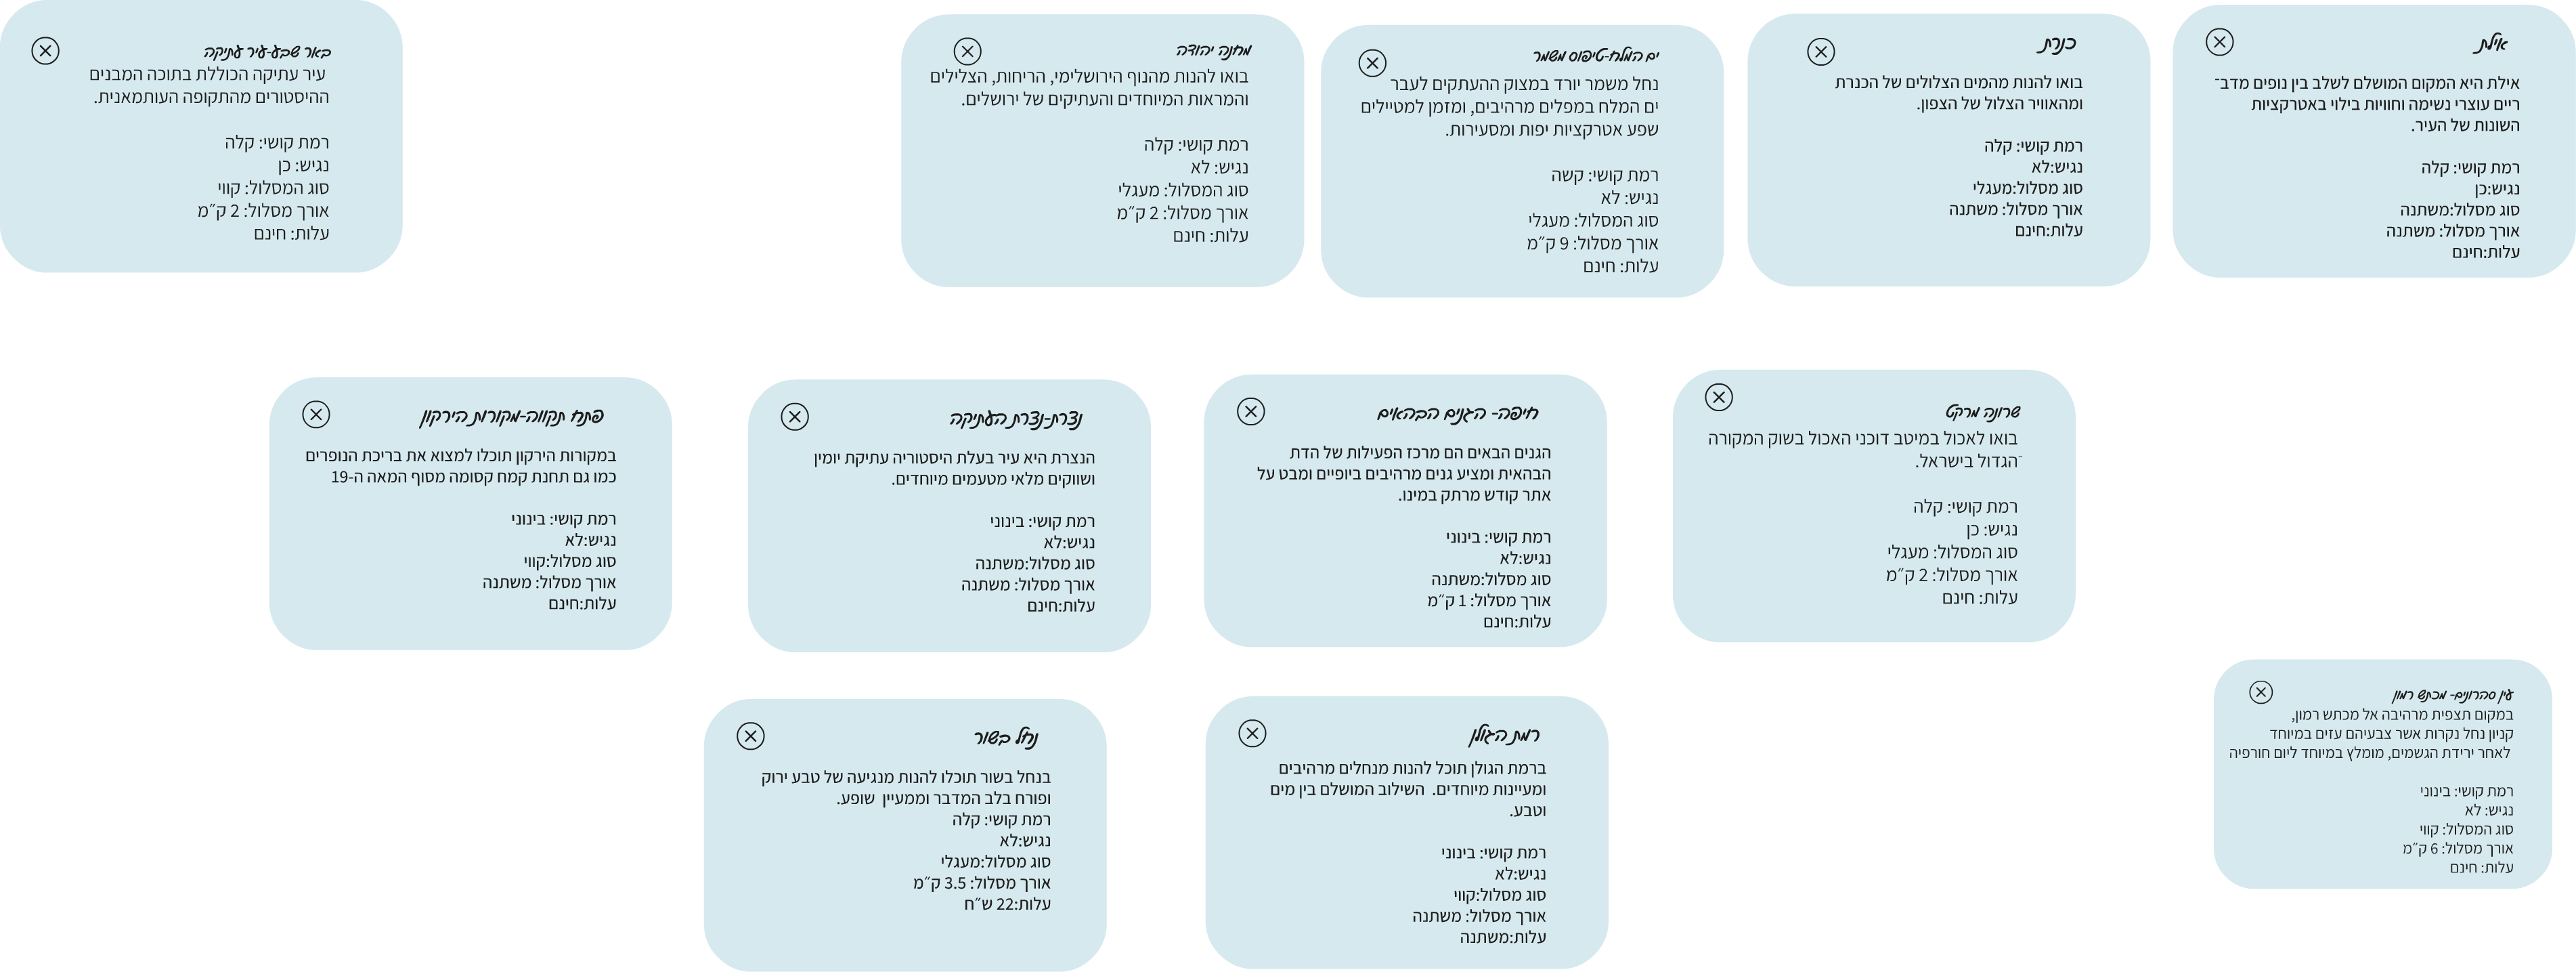 אילת
אילת היא המקום המושלם לשלב בין נופים מדב־
ריים עוצרי נשימה וחוויות בילוי באטרקציות
השונות של העיר.
רמת קושי: קלה
נגיש:כן
סוג מסלול:משתנה
אורך מסלול: משתנה
עלות:חינם
כנרת
בואו להנות מהמים הצלולים של הכנרת
ומהאוויר הצלול של הצפון.
רמת קושי: קלה
נגיש:לא
סוג מסלול:מעגלי
אורך מסלול: משתנה
עלות:חינם
ים המלח-טיפוס משמר
נחל משמר יורד במצוק ההעתקים לעבר
ים המלח במפלים מרהיבים, ומזמן למטיילים
שפע אטרקציות יפות ומסעירות.
רמת קושי: קשה
נגיש: לא
סוג המסלול: מעגלי
אורך מסלול: 9 ק״מ
עלות: חינם
מחנה יהודה
בואו להנות מהנוף הירושלימי, הריחות, הצלילים
והמראות המיוחדים והעתיקים של ירושלים.
רמת קושי: קלה
נגיש: לא
סוג המסלול: מעגלי
אורך מסלול: 2 ק״מ
עלות: חינם
באר שבע-עיר עתיקה
עיר עתיקה הכוללת בתוכה המבנים
ההיסטורים מהתקופה העותמאנית.
רמת קושי: קלה
נגיש: כן
סוג המסלול: קווי
אורך מסלול: 2 ק״מ
עלות: חינם
שרונה מרקט
בואו לאכול במיטב דוכני האכול בשוק המקורה
־הגדול בישראל.
רמת קושי: קלה
נגיש: כן
סוג המסלול: מעגלי
אורך מסלול: 2 ק״מ
עלות: חינם
חיפה- הגנים הבהאים
הגנים הבאים הם מרכז הפעילות של הדת
הבהאית ומציע גנים מרהיבים ביופיים ומבט על
אתר קודש מרתק במינו.
רמת קושי: בינוני
נגיש:לא
סוג מסלול:משתנה
אורך מסלול: 1 ק״מ
עלות:חינם
נצרת-נצרת העתיקה
הנצרת היא עיר בעלת היסטוריה עתיקת יומין
ושווקים מלאי מטעמים מיוחדים.
רמת קושי: בינוני
נגיש:לא
סוג מסלול:משתנה
אורך מסלול: משתנה
עלות:חינם
פתח תקווה-מקורות הירקון
במקורות הירקון תוכלו למצוא את בריכת הנופרים
כמו גם תחנת קמח קסומה מסוף המאה ה-19
רמת קושי: בינוני
נגיש:לא
סוג מסלול:קווי
אורך מסלול: משתנה
עלות:חינם
עין סהרונים- מכתש רמון
במקום תצפית מרהיבה אל מכתש רמון,
קניון נחל נקרות אשר צבעיהם עזים במיוחד
לאחר ירידת הגשמים, מומלץ במיוחד ליום חורפיה
רמת קושי: בינוני
נגיש: לא
סוג המסלול: קווי
אורך מסלול: 6 ק״מ
עלות: חינם
רמת הגולן
ברמת הגולן תוכל להנות מנחלים מרהיבים
ומעיינות מיוחדים. השילוב המושלם בין מים
וטבע.
רמת קושי: בינוני
נגיש:לא
סוג מסלול:קווי
אורך מסלול: משתנה
עלות:משתנה
נחל בשור
בנחל בשור תוכלו להנות מנגיעה של טבע ירוק
ופורח בלב המדבר וממעיין שופע.
רמת קושי: קלה
נגיש:לא
סוג מסלול:מעגלי
אורך מסלול: 3.5 ק״מ
עלות:22 ש״ח